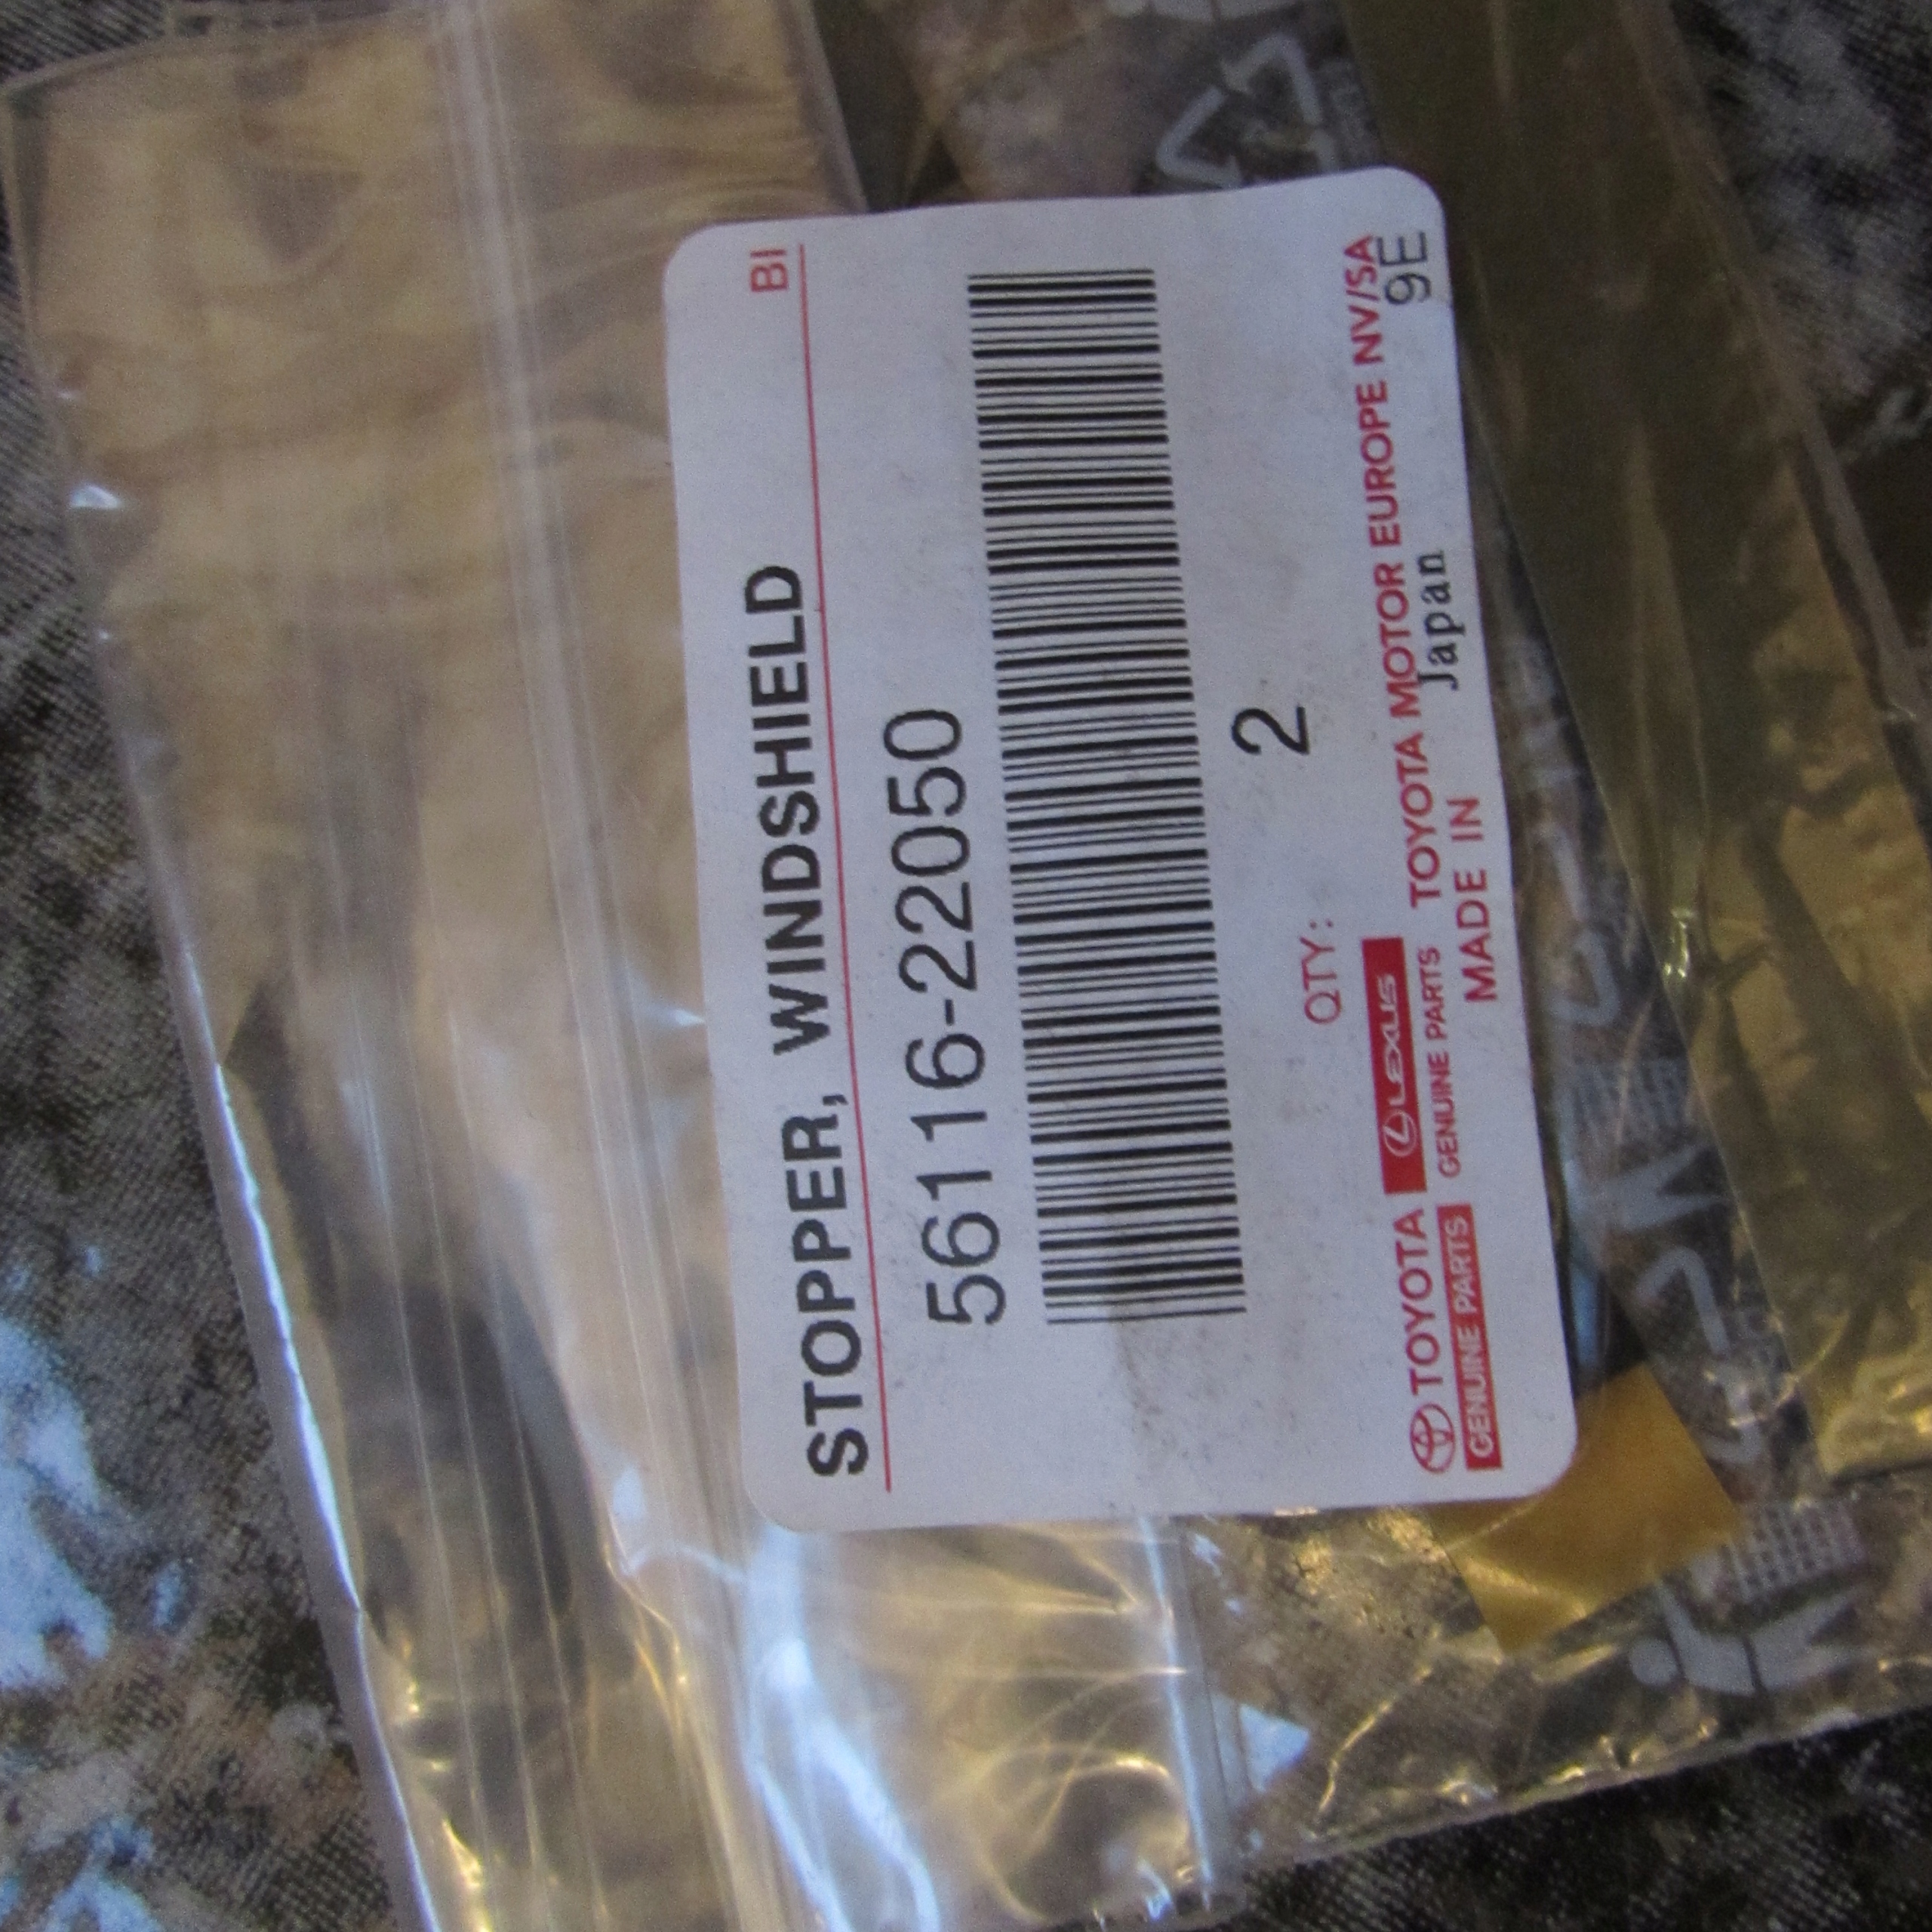 BI
STOPPER, WINDSHIELD
56116-22050
QTY: 2
TOYOTA LEXUS TOYOTA MOTOR EUROPE NV/SA
GENUINE PARTS GENUINE PARTS MADE IN Japan 9E